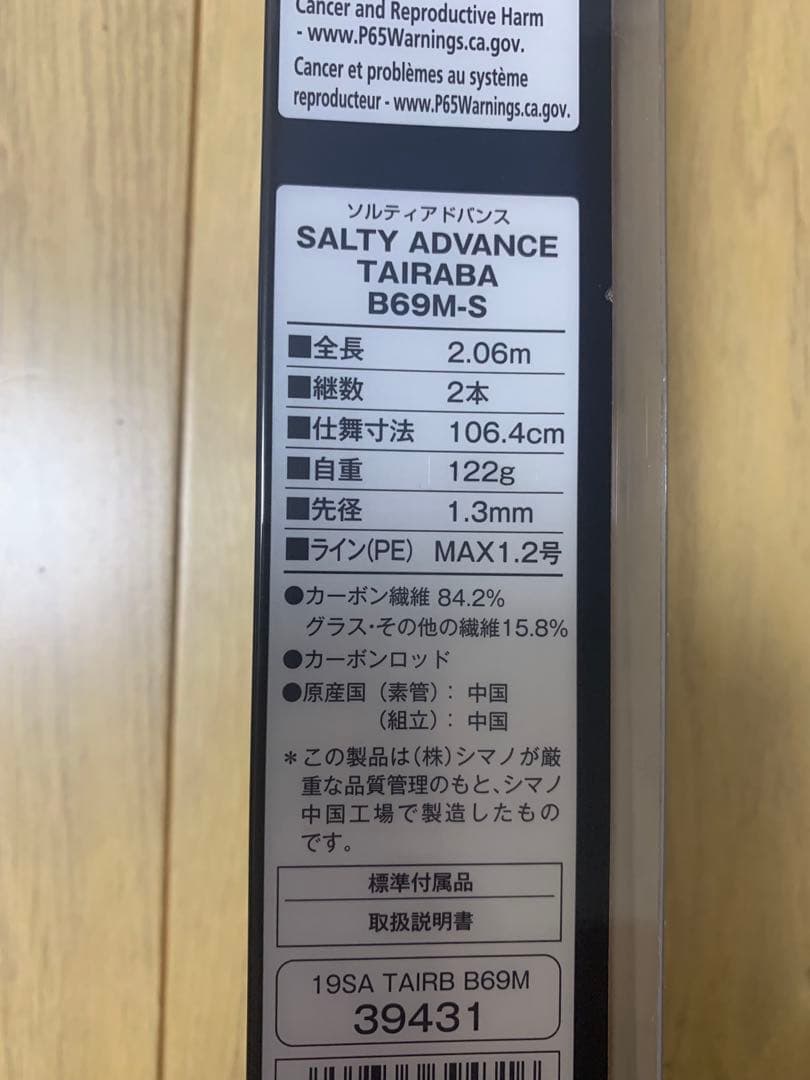 Cancer and Reproductive Harm
- www.P65Warnings.ca.gov.
Cancer et problèmes au système
reproducteur - www.P65Warnings.ca.gov.
ソルティアドバンス
SALTY ADVANCE
TAIRABA
B69M-S
■全長 2.06m
■継数 2本
■仕舞寸法 106.4cm
■自重 122g
■先径 1.3mm
■ライン(PE) MAX1.2号
●カーボン繊維 84.2%
グラス・その他の繊維15.8%
●カーボンロッド
●原産国（素管）：中国
（組立）：中国
＊この製品は(株)シマノが厳
重な品質管理のもと、シマノ
中国工場で製造したもの
です。
標準付属品
取扱説明書
19SA TAIRB B69M
39431